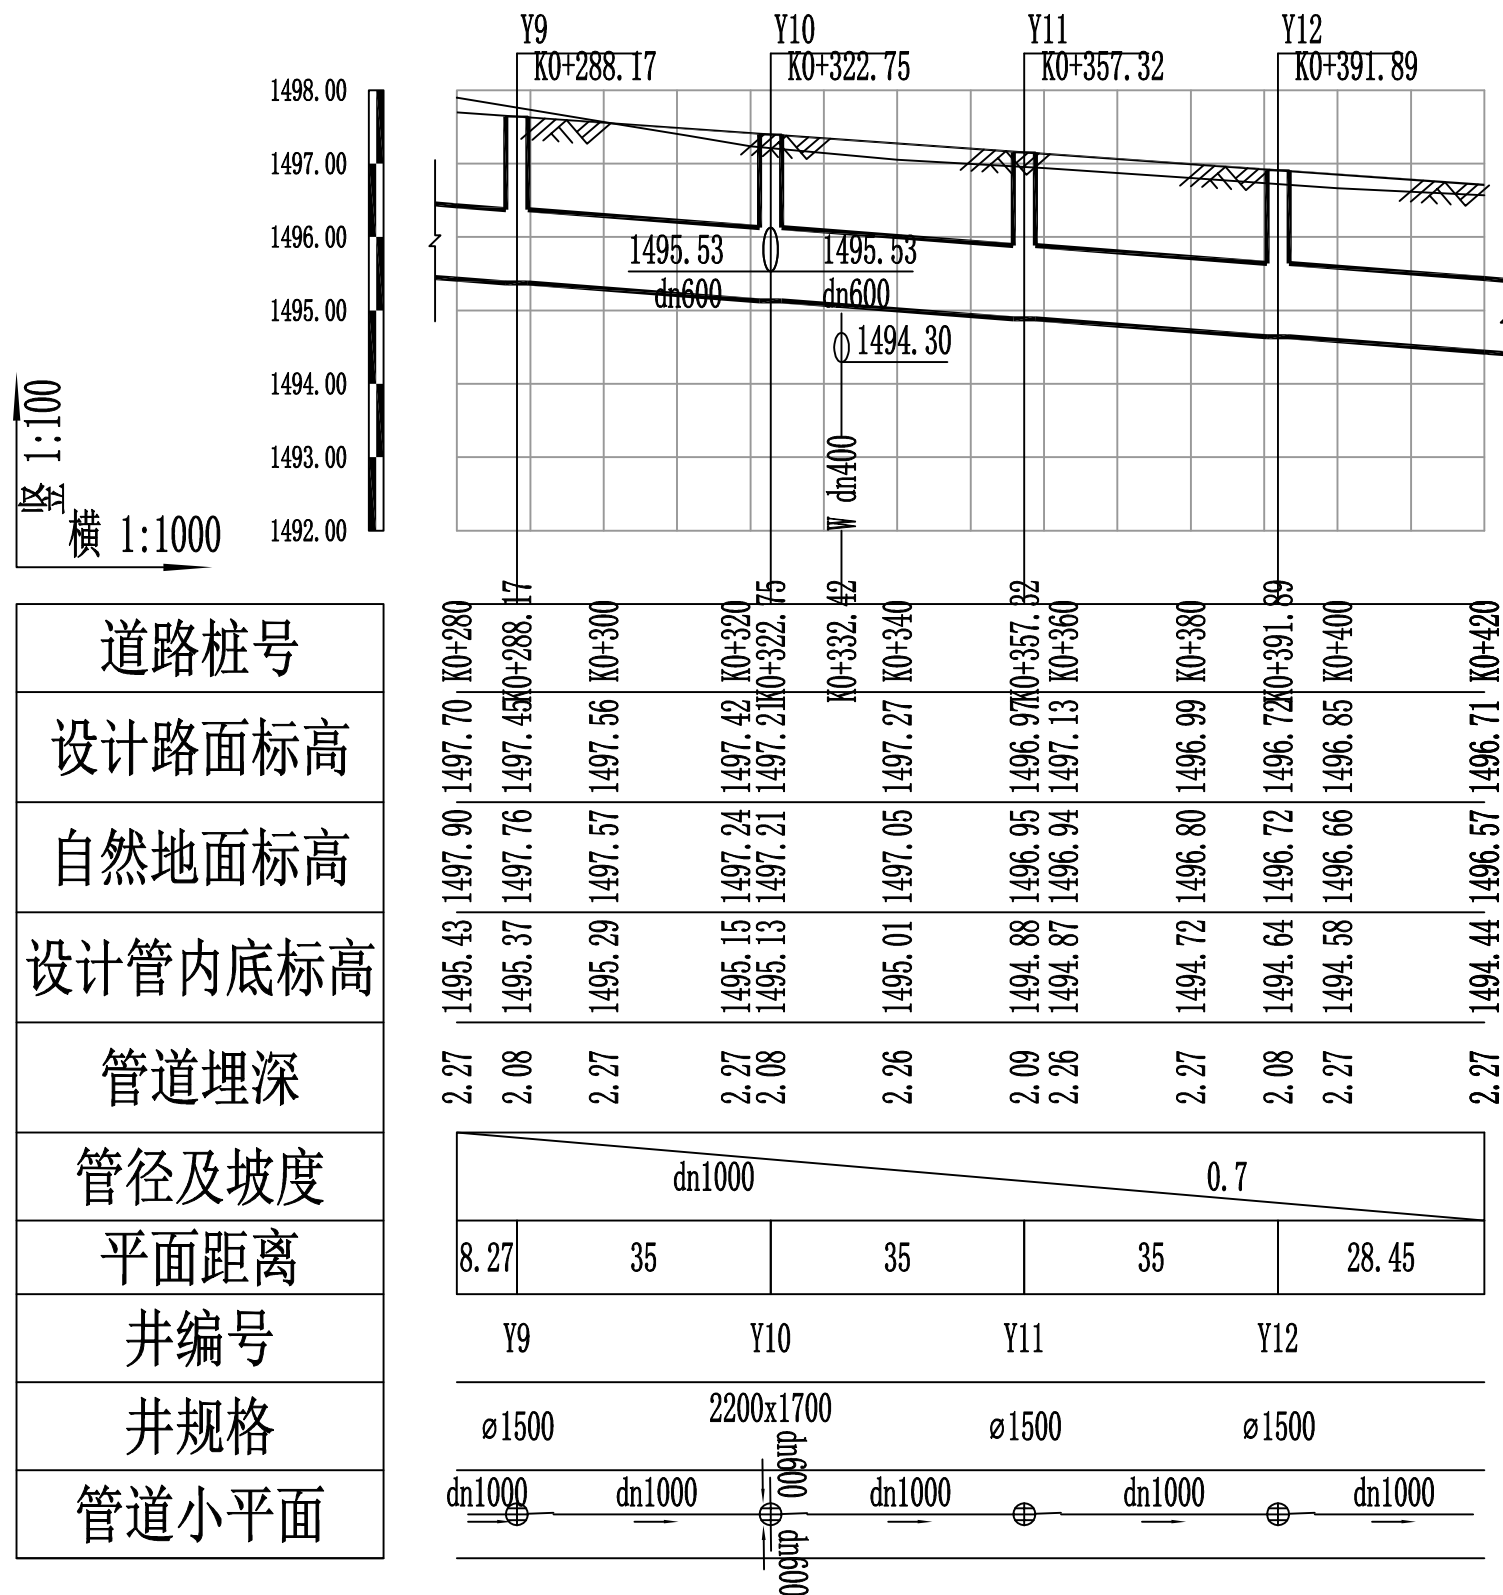 Y9 Y10 Y11 Y12
K0+288.17 K0+322.75 K0+357.32 K0+391.89
1498.00
1497.00
1496.00
1495.00
1494.00
1493.00
1492.00
竖 1:100
横 1:1000
1495.53 1495.53
dn600 dn600
1494.30
W dn400
道路桩号 K0+280 K0+288.17 K0+300 K0+320 K0+322.75 K0+332.42 K0+340 K0+357.32 K0+360 K0+380 K0+391.89 K0+400 K0+420
设计路面标高 1497.70 1497.45 1497.56 1497.42 1497.21 1497.27 1496.97 1497.13 1496.99 1496.72 1496.85 1496.71
自然地面标高 1497.90 1497.76 1497.57 1497.24 1497.21 1497.05 1496.95 1496.94 1496.80 1496.72 1496.66 1496.57
设计管内底标高 1495.43 1495.37 1495.29 1495.15 1495.13 1495.01 1494.88 1494.87 1494.72 1494.64 1494.58 1494.44
管道埋深 2.27 2.08 2.27 2.27 2.08 2.26 2.09 2.26 2.27 2.08 2.27 2.27
管径及坡度 dn1000 0.7
平面距离 8.27 35 35 35 28.45
井编号 Y9 Y10 Y11 Y12
井规格 ⌀1500 2200x1700 ⌀1500 ⌀1500
管道小平面 dn1000 dn1000 dn600 dn600 dn1000 dn1000 dn1000